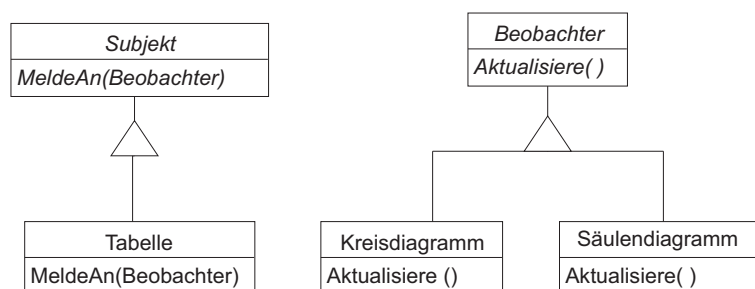 Subjekt
MeldeAn(Beobachter)
Beobachter
Aktualisiere( )
Tabelle
MeldeAn(Beobachter)
Kreisdiagramm
Aktualisiere ()
Säulendiagramm
Aktualisiere( )